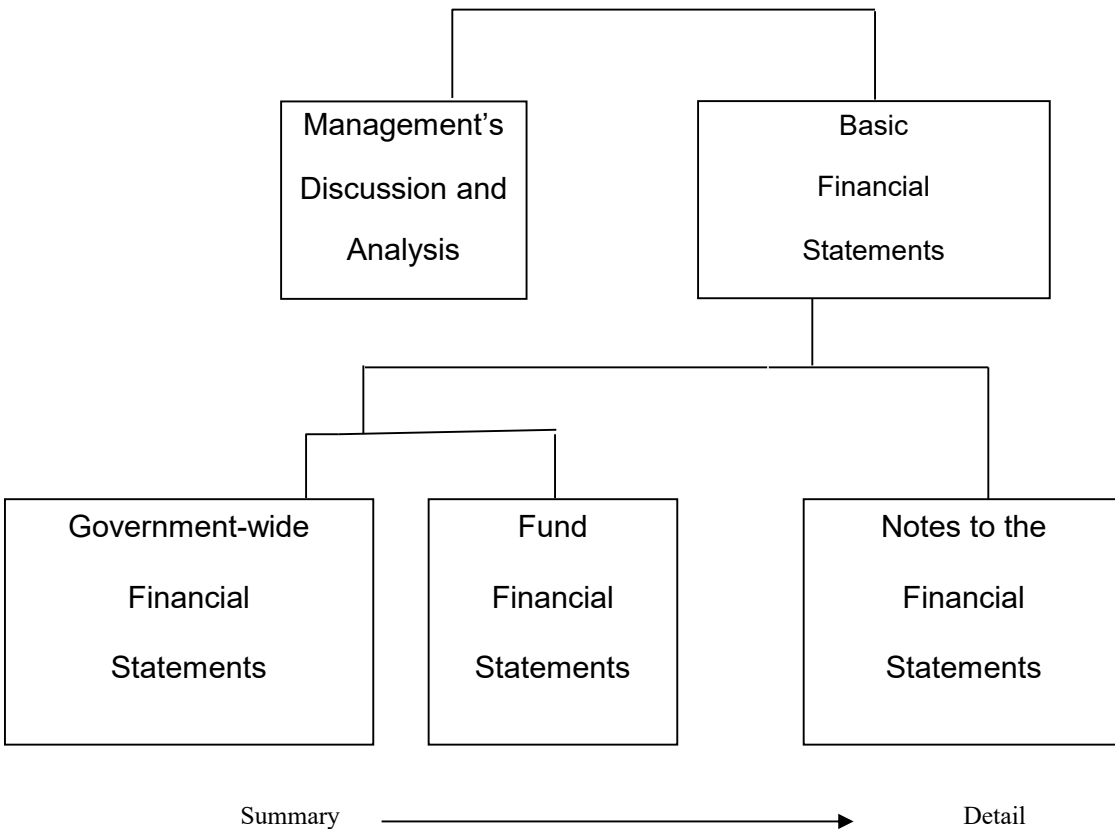 Management’s
Discussion and
Analysis
Basic
Financial
Statements
Government-wide
Financial
Statements
Fund
Financial
Statements
Notes to the
Financial
Statements
Summary
Detail